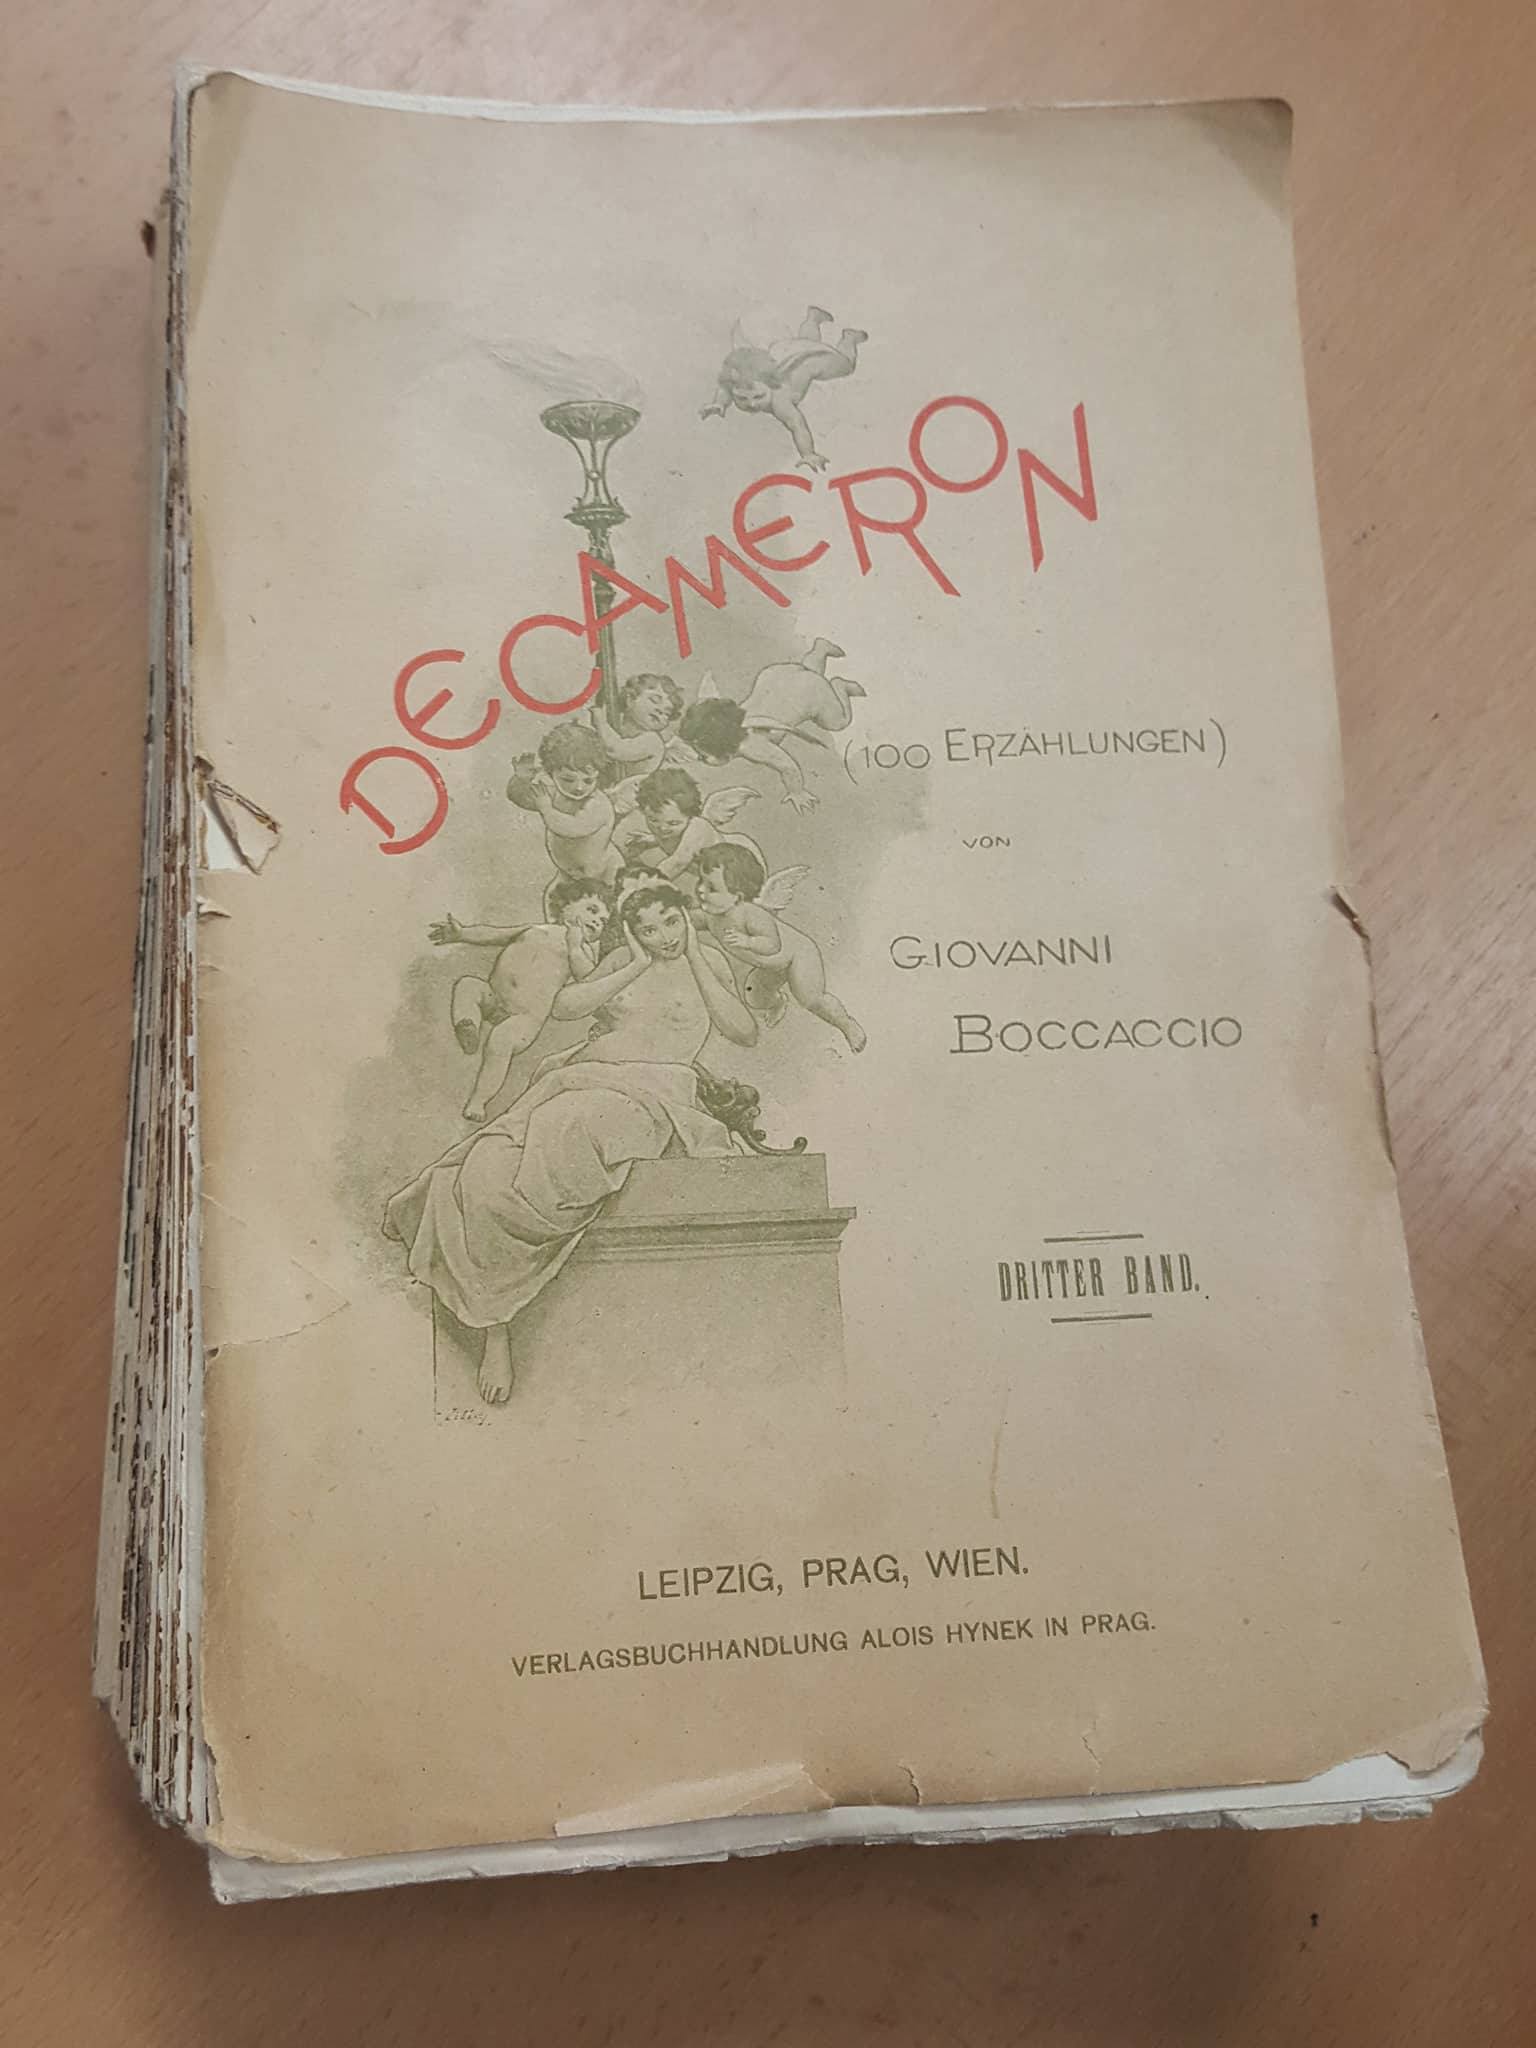 DECAMERON
(100 ERZÄHLUNGEN)
VON
GIOVANNI
BOCCACCIO
DRITTER BAND.
LEIPZIG, PRAG, WIEN.
VERLAGSBUCHHANDLUNG ALOIS HYNEK IN PRAG.